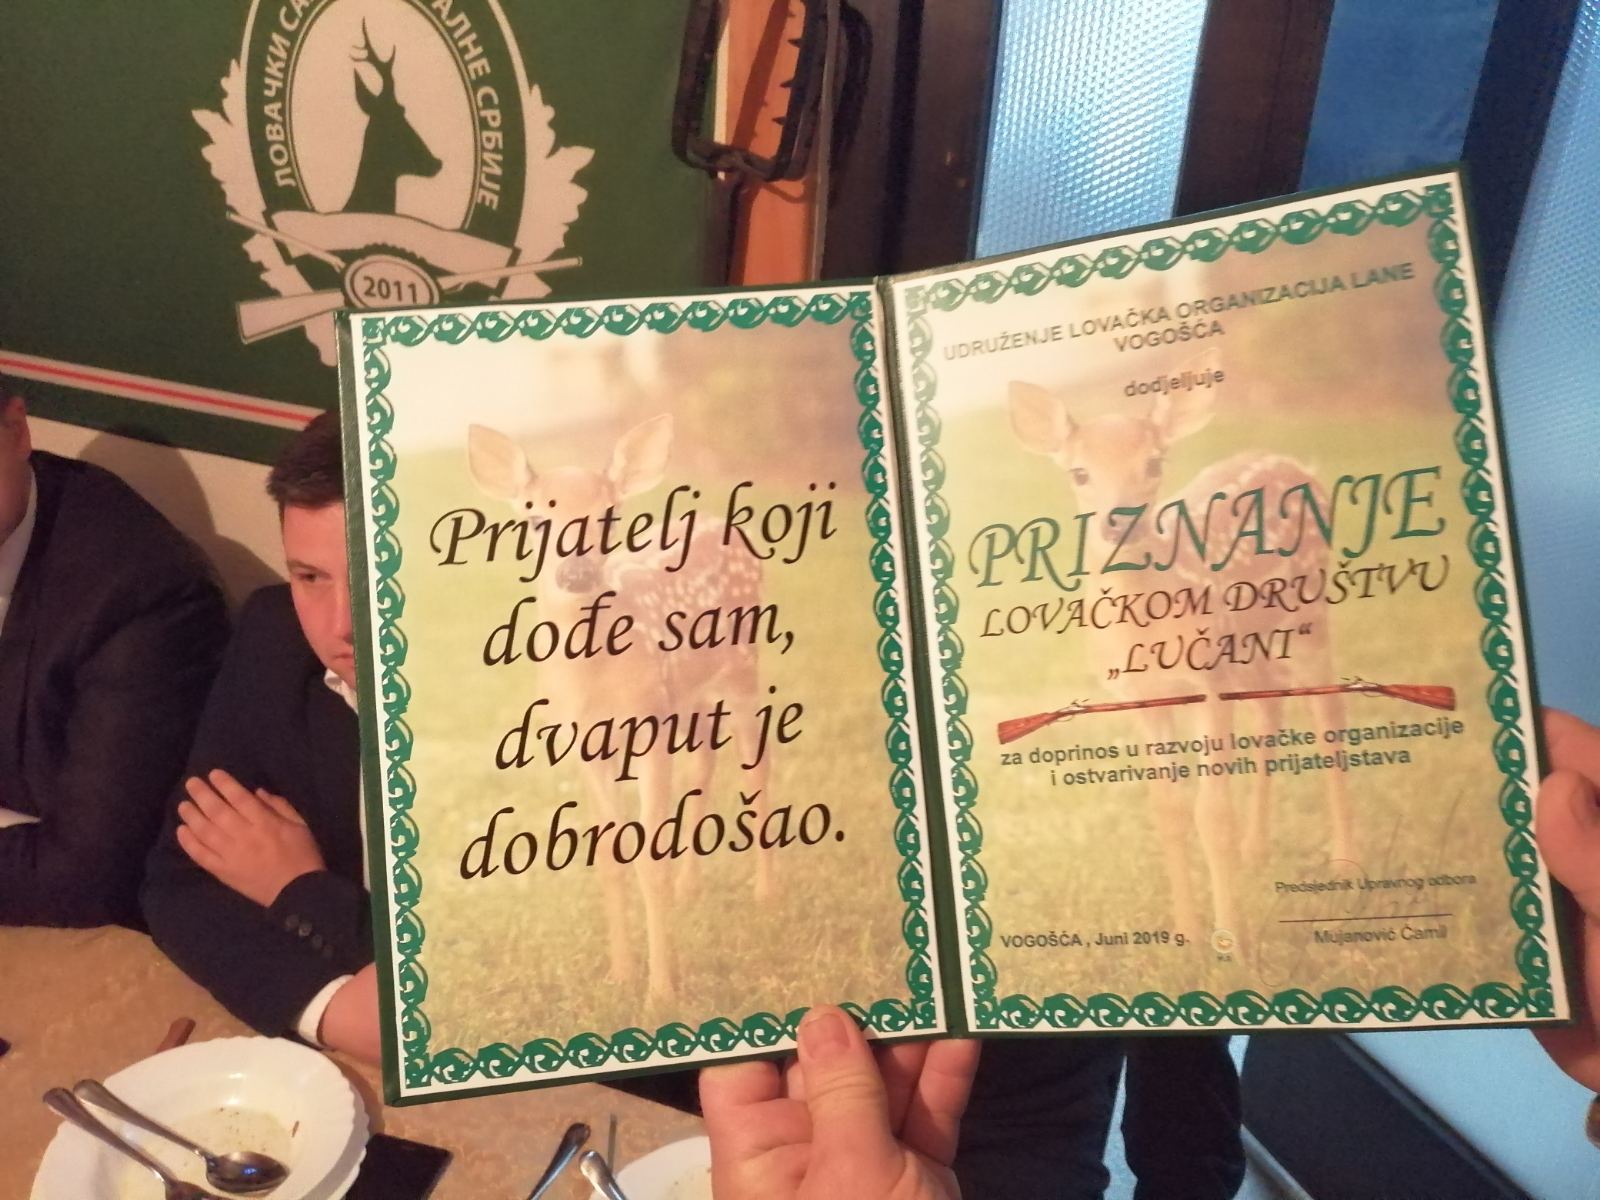 ЛОВАЧКИ
АЛНЕ СРБИЈЕ
2011
Prijatelj koji
dođe sam,
dvaput je
dobrodošao.
UDRUŽENJE LOVAČKA ORGANIZACIJA LANE
VOGOŠĆA
dodjeljuje
PRIZNANJE
LOVAČKOM DRUŠTVU
„LUČANI“
za doprinos u razvoju lovačke organizacije
i ostvarivanje novih prijateljstava
Predsjednik Upravnog odbora
VOGOŠĆA , Juni 2019 g.
Mujanović Ćamil